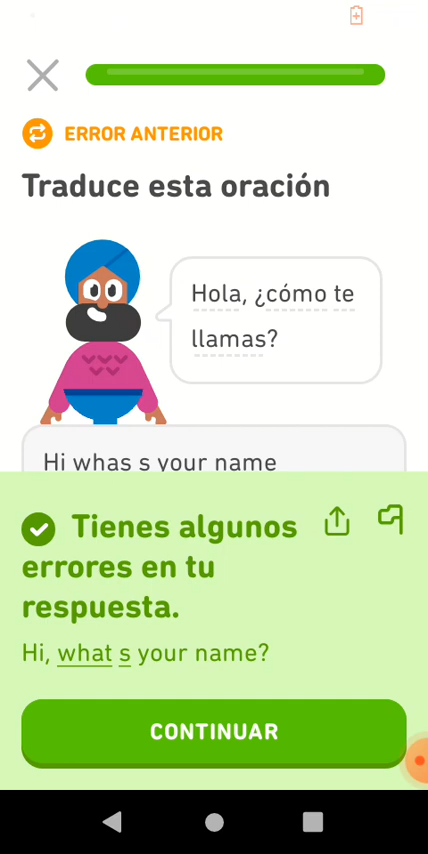 ERROR ANTERIOR
Traduce esta oración
Hola, ¿cómo te
llamas?
Hi whas s your name
Tienes algunos
errores en tu
respuesta.
Hi, what s your name?
CONTINUAR